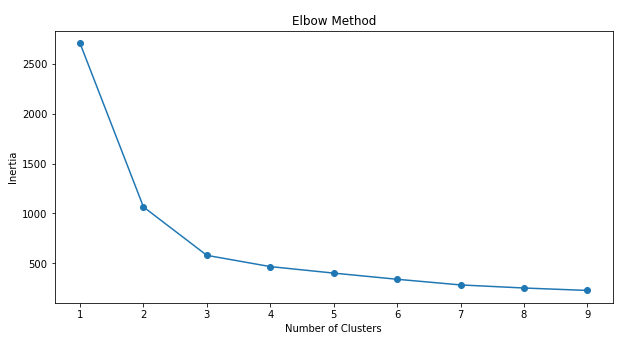 Elbow Method
2500
2000
1500
1000
500
Inertia
1 2 3 4 5 6 7 8 9
Number of Clusters